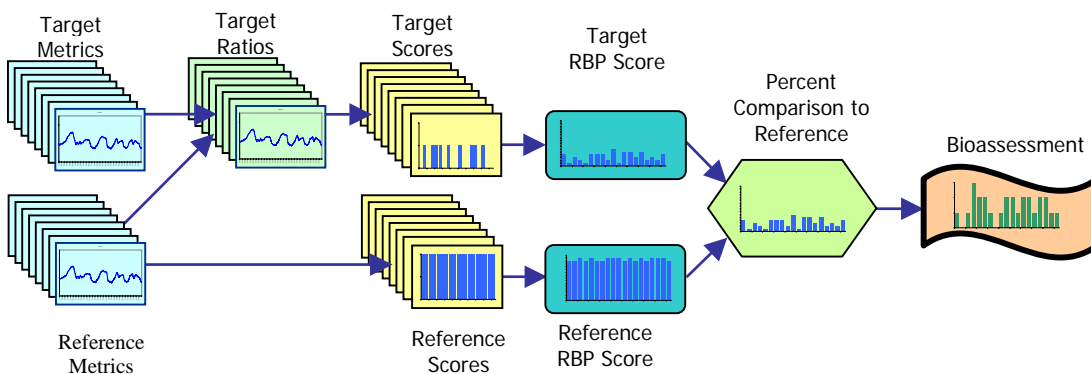 Target
Metrics
Target
Ratios
Target
Scores
Target
RBP Score
Percent
Comparison to
Reference
Bioassessment
Reference
Metrics
Reference
Scores
Reference
RBP Score